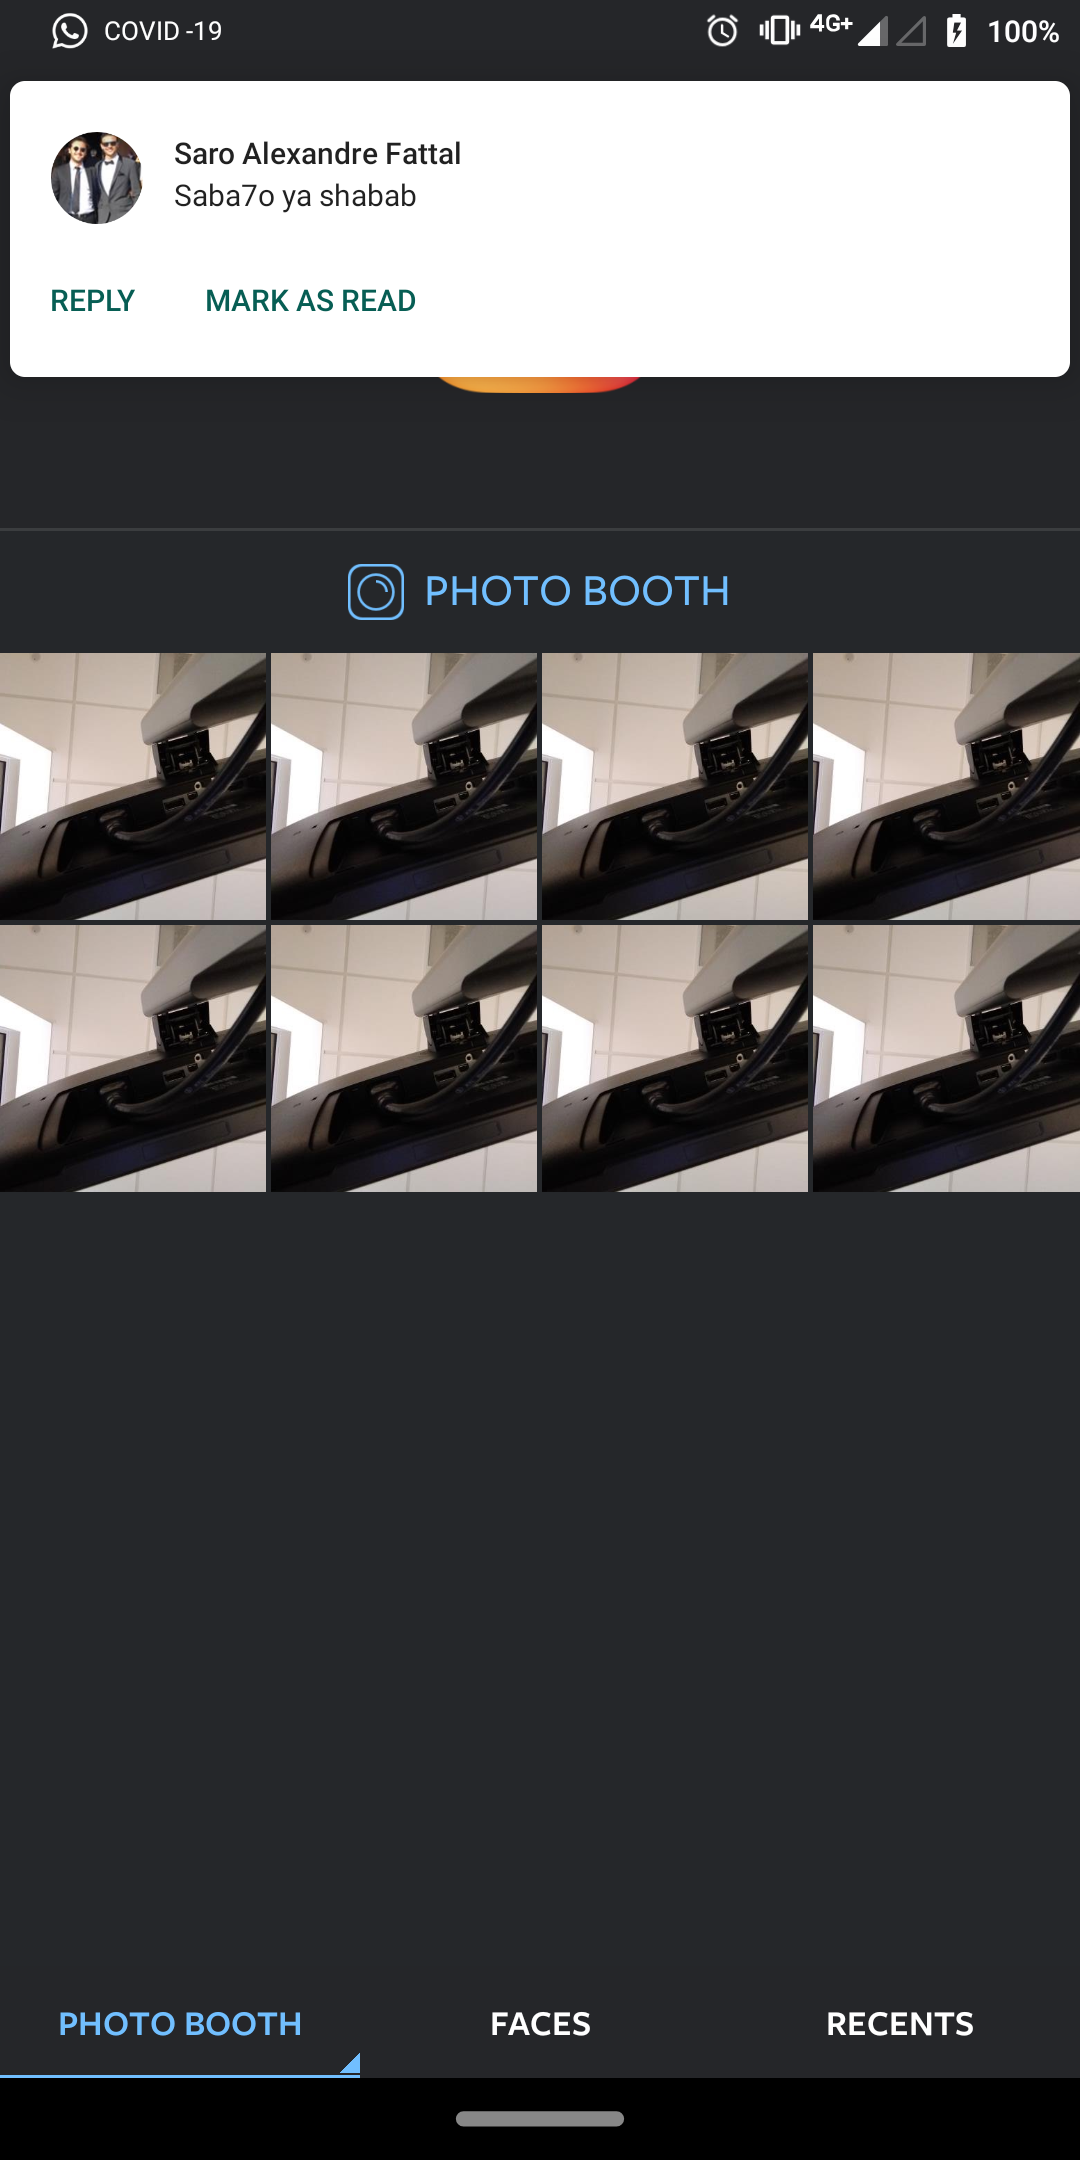 COVID -19
4G+
100%
Saro Alexandre Fattal
Saba7o ya shabab
REPLY MARK AS READ
PHOTO BOOTH
PHOTO BOOTH FACES RECENTS